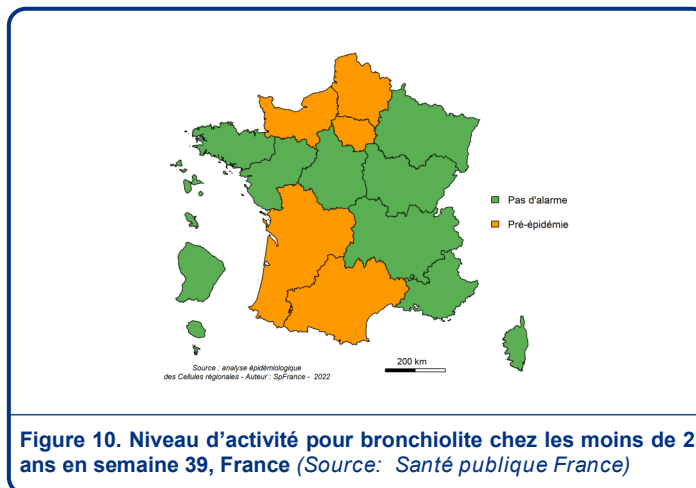 Pas d'alarme
Pré-épidémie
Source : analyse épidémiologique
des Cellules régionales - Auteur : SpFrance - 2022
200 km
Figure 10. Niveau d’activité pour bronchiolite chez les moins de 2
ans en semaine 39, France (Source: Santé publique France)